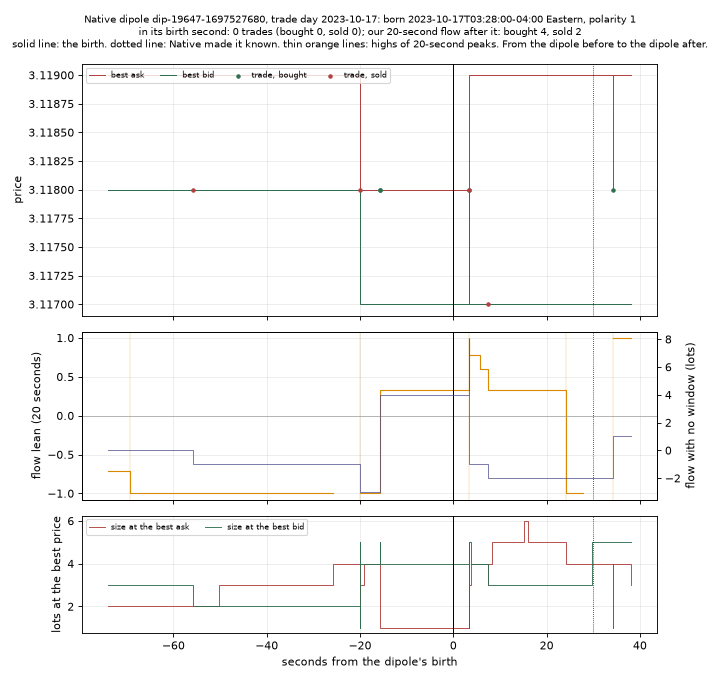 Native dipole dip-19647-1697527680, trade day 2023-10-17: born 2023-10-17T03:28:00-04:00 Eastern, polarity 1
in its birth second: 0 trades (bought 0, sold 0); our 20-second flow after it: bought 4, sold 2
solid line: the birth. dotted line: Native made it known. thin orange lines: highs of 20-second peaks. From the dipole before to the dipole after.
best ask best bid trade, bought trade, sold
3.11900
3.11875
3.11850
3.11825
3.11800
3.11775
3.11750
3.11725
3.11700
price
1.0
0.5
0.0
−0.5
−1.0
flow lean (20 seconds)
8
6
4
2
0
−2
flow with no window (lots)
size at the best ask size at the best bid
6
4
2
lots at the best price
−60 −40 −20 0 20 40
seconds from the dipole's birth